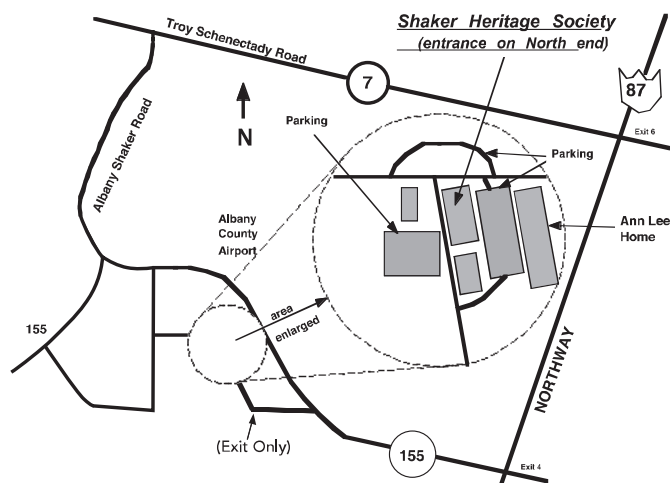 Shaker Heritage Society
(entrance on North end)
Troy Schenectady Road
7
87
Exit 6
N
Albany Shaker Road
Parking
Parking
Albany
County
Airport
Ann Lee
Home
area
enlarged
155
NORTHWAY
(Exit Only)
155
Exit 4